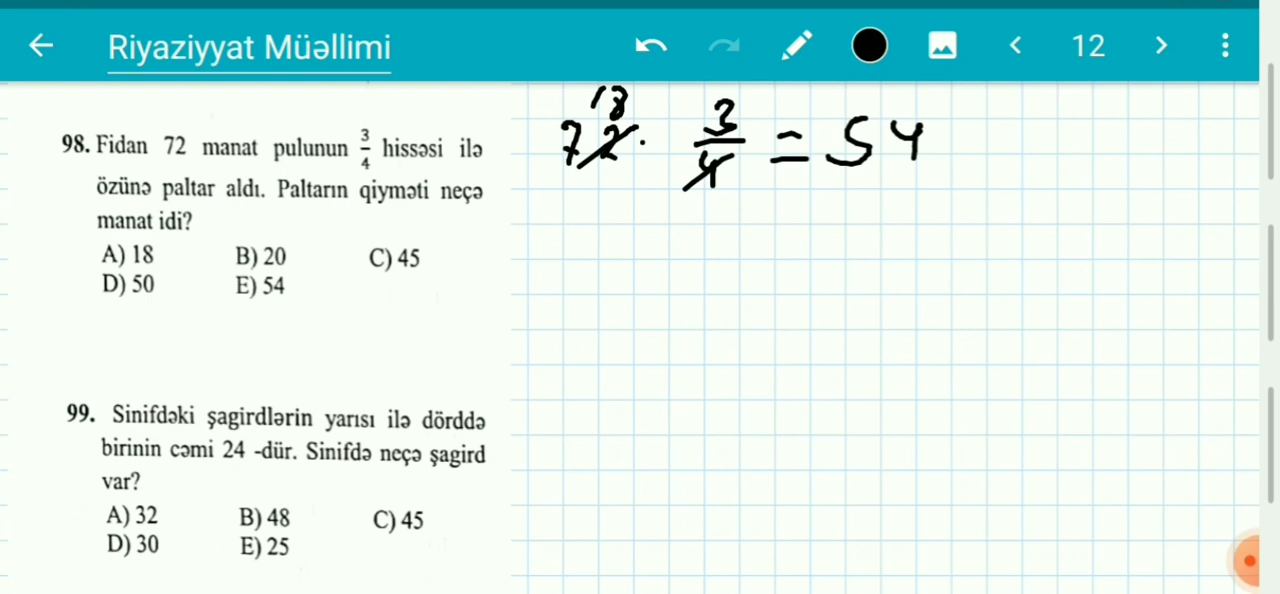 Riyaziyyat Müəllimi
12
98. Fidan 72 manat pulunun 3/4 hissəsi ilə
özünə paltar aldı. Paltarın qiyməti neçə
manat idi?
A) 18 B) 20 C) 45
D) 50 E) 54
18
72 · 3/4 = 54
99. Sinifdəki şagirdlərin yarısı ilə dörddə
birinin cəmi 24 -dür. Sinifdə neçə şagird
var?
A) 32 B) 48 C) 45
D) 30 E) 25